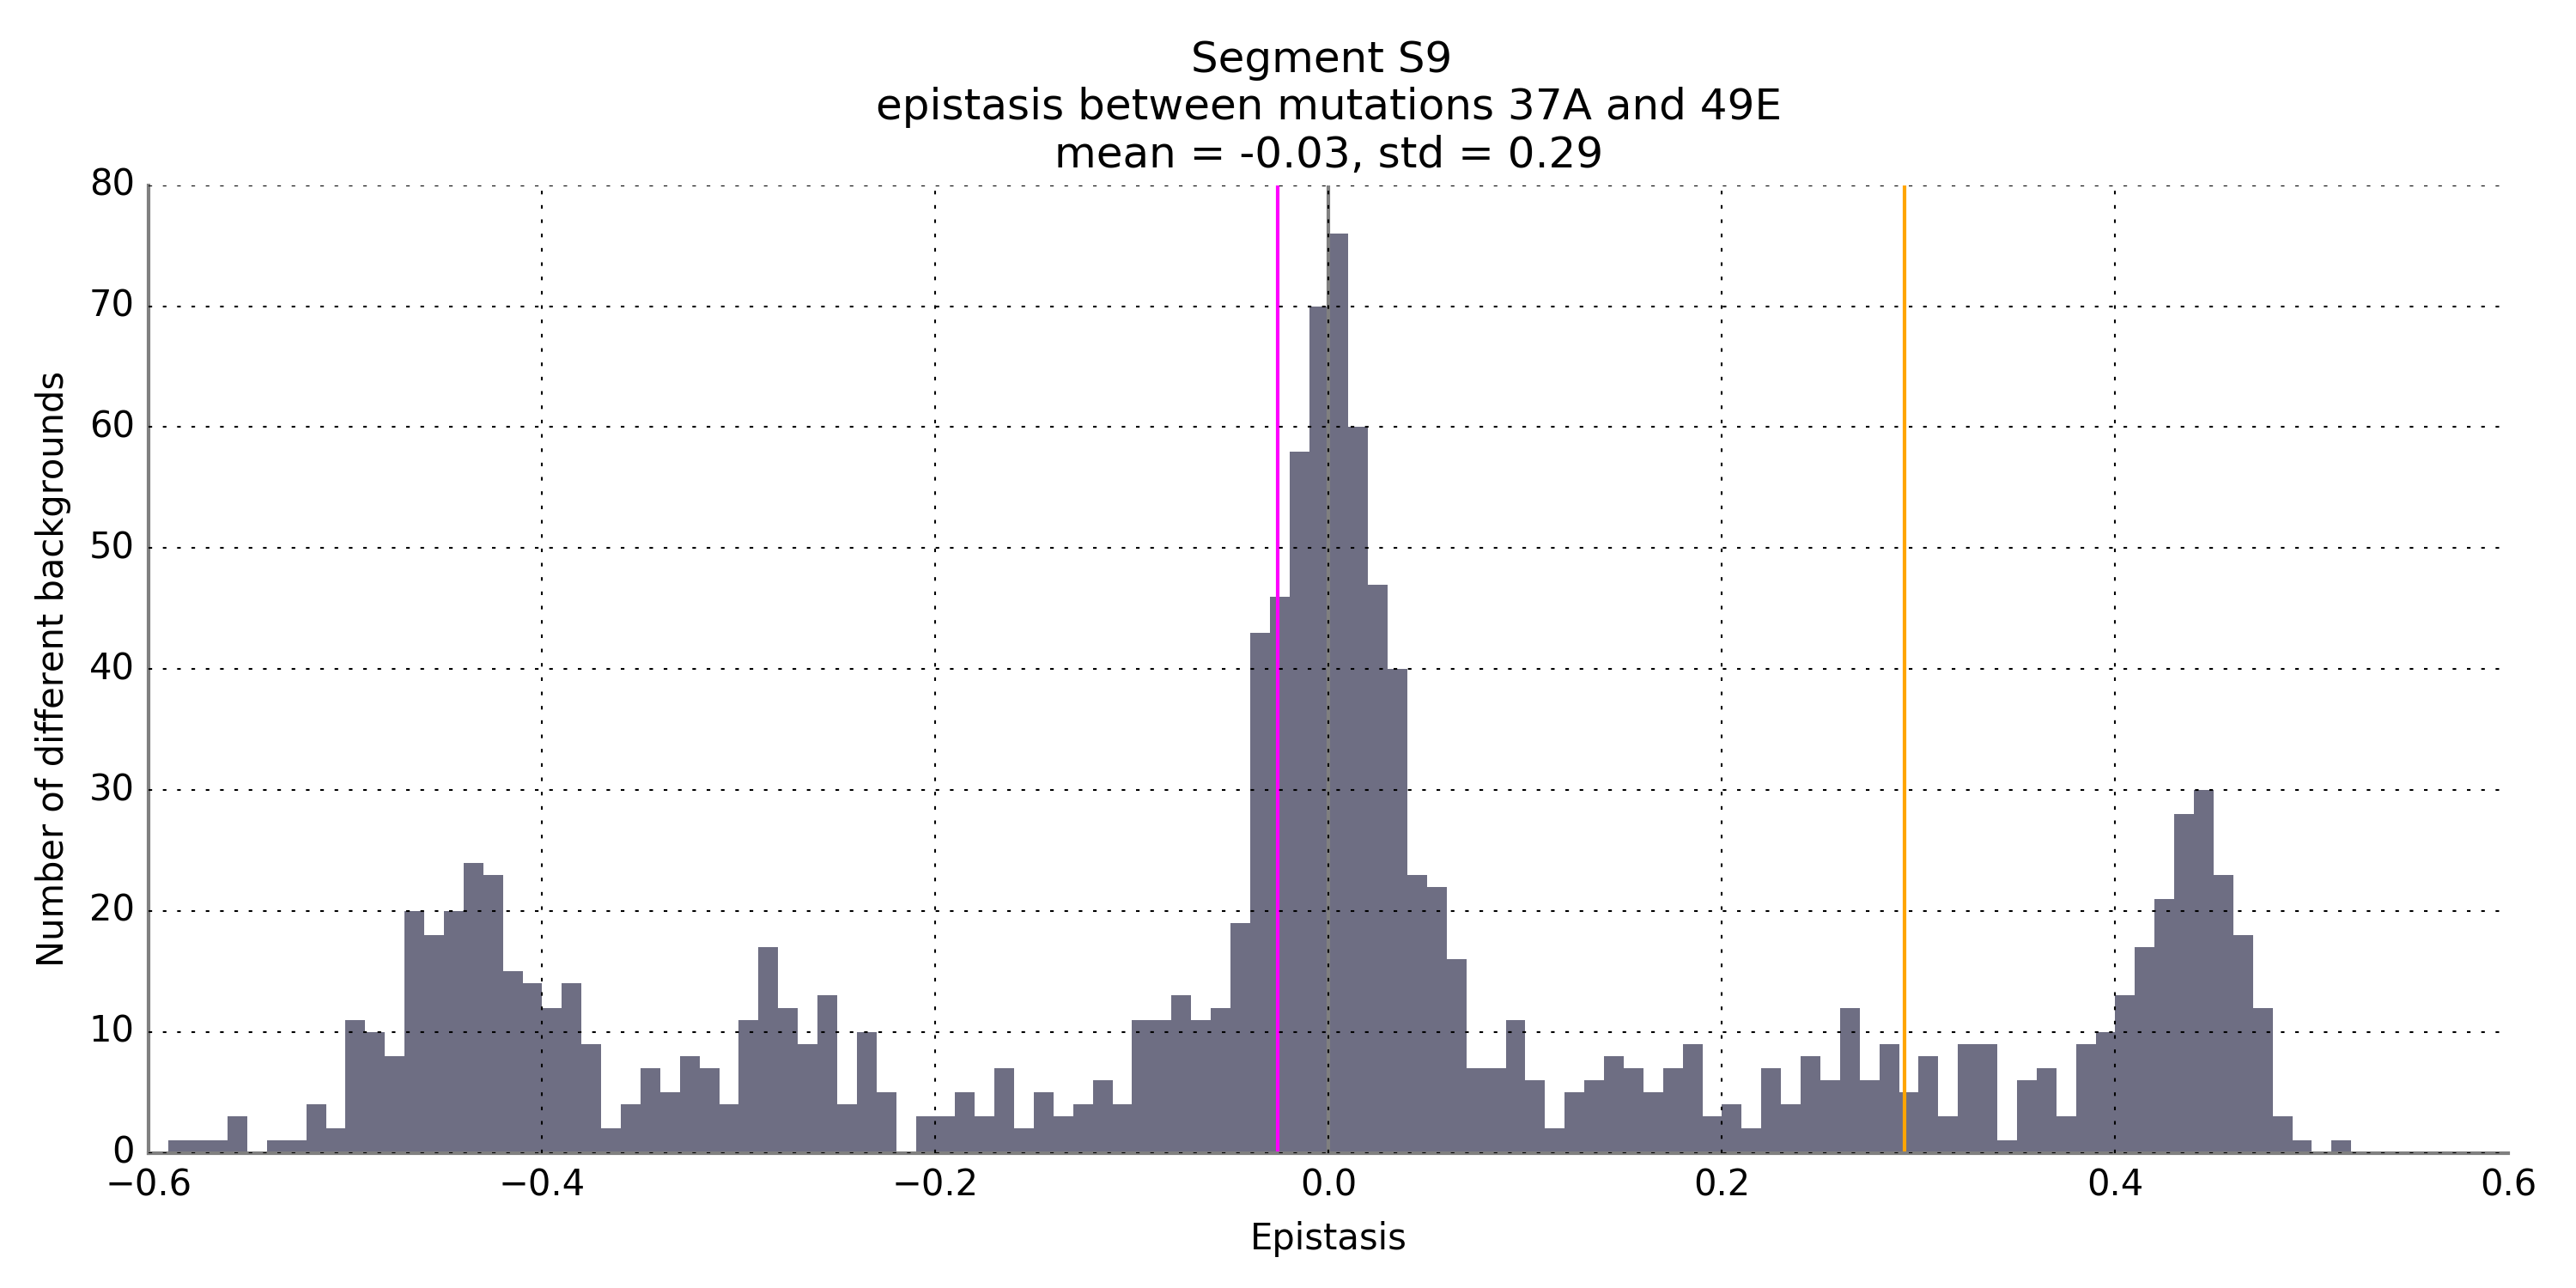 Segment S9
epistasis between mutations 37A and 49E
mean = -0.03, std = 0.29
80
70
60
50
40
30
20
10
0
Number of different backgrounds
−0.6 −0.4 −0.2 0.0 0.2 0.4 0.6
Epistasis